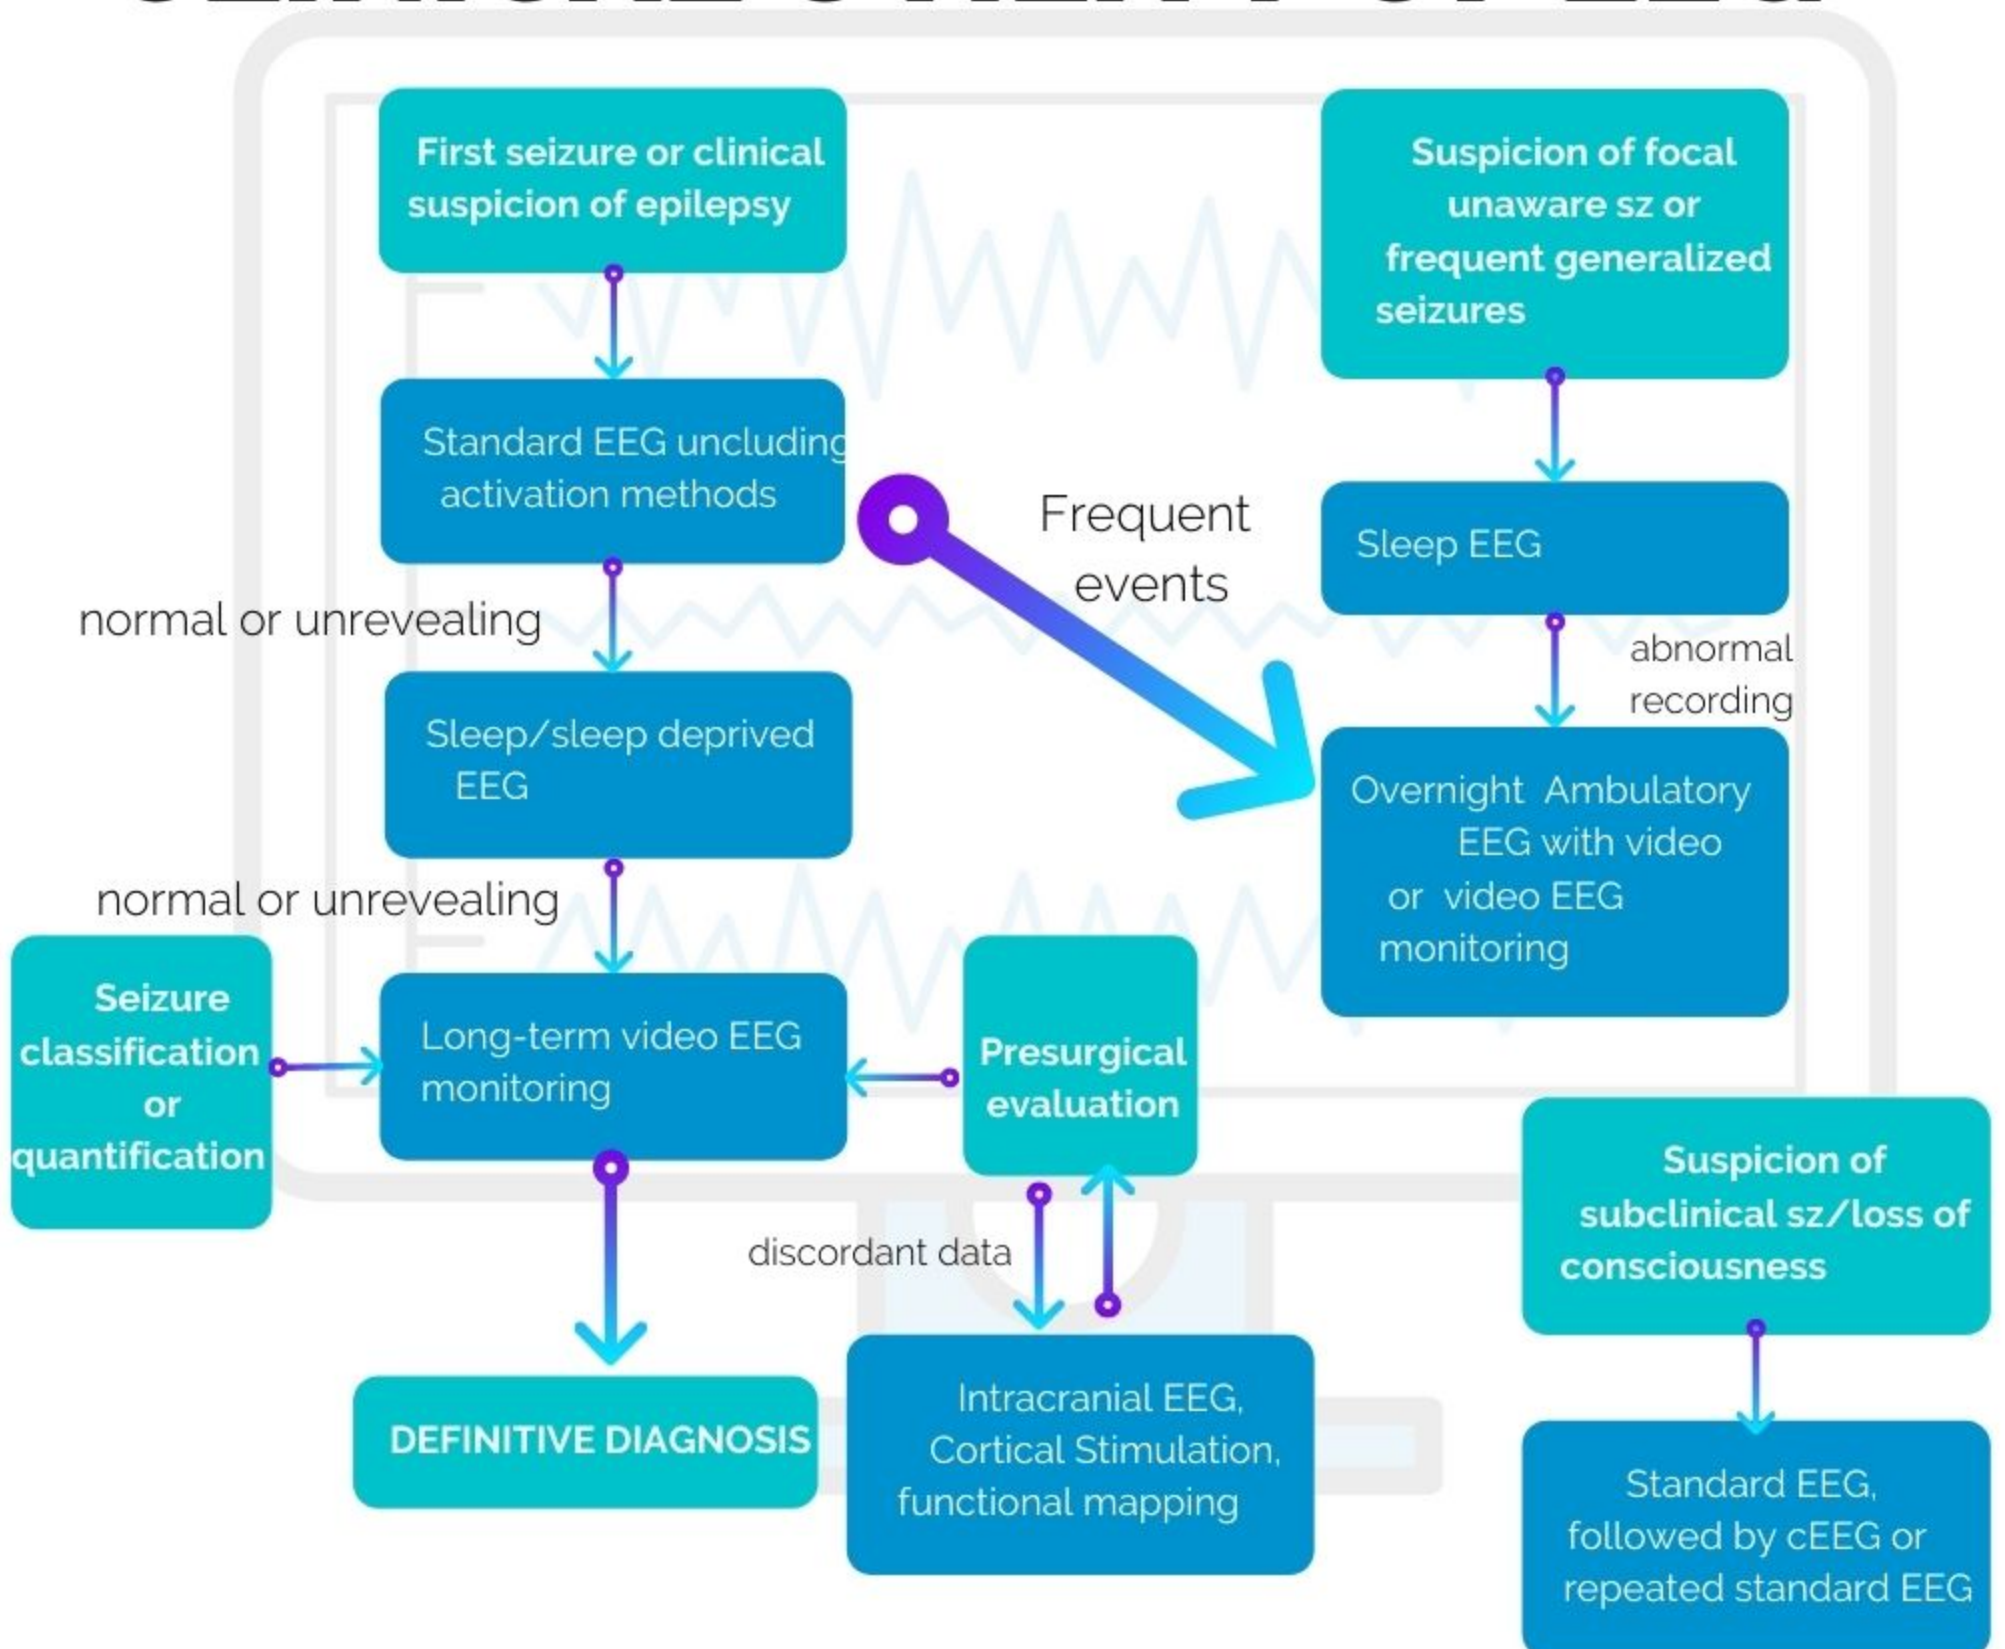 First seizure or clinical
suspicion of epilepsy
Suspicion of focal
unaware sz or
frequent generalized
seizures
Standard EEG uncluding
activation methods
Frequent
events
Sleep EEG
normal or unrevealing
abnormal
recording
Sleep/sleep deprived
EEG
Overnight Ambulatory
EEG with video
or video EEG
monitoring
normal or unrevealing
Seizure
classification
or
quantification
Long-term video EEG
monitoring
Presurgical
evaluation
Suspicion of
subclinical sz/loss of
consciousness
discordant data
DEFINITIVE DIAGNOSIS
Intracranial EEG,
Cortical Stimulation,
functional mapping
Standard EEG,
followed by cEEG or
repeated standard EEG